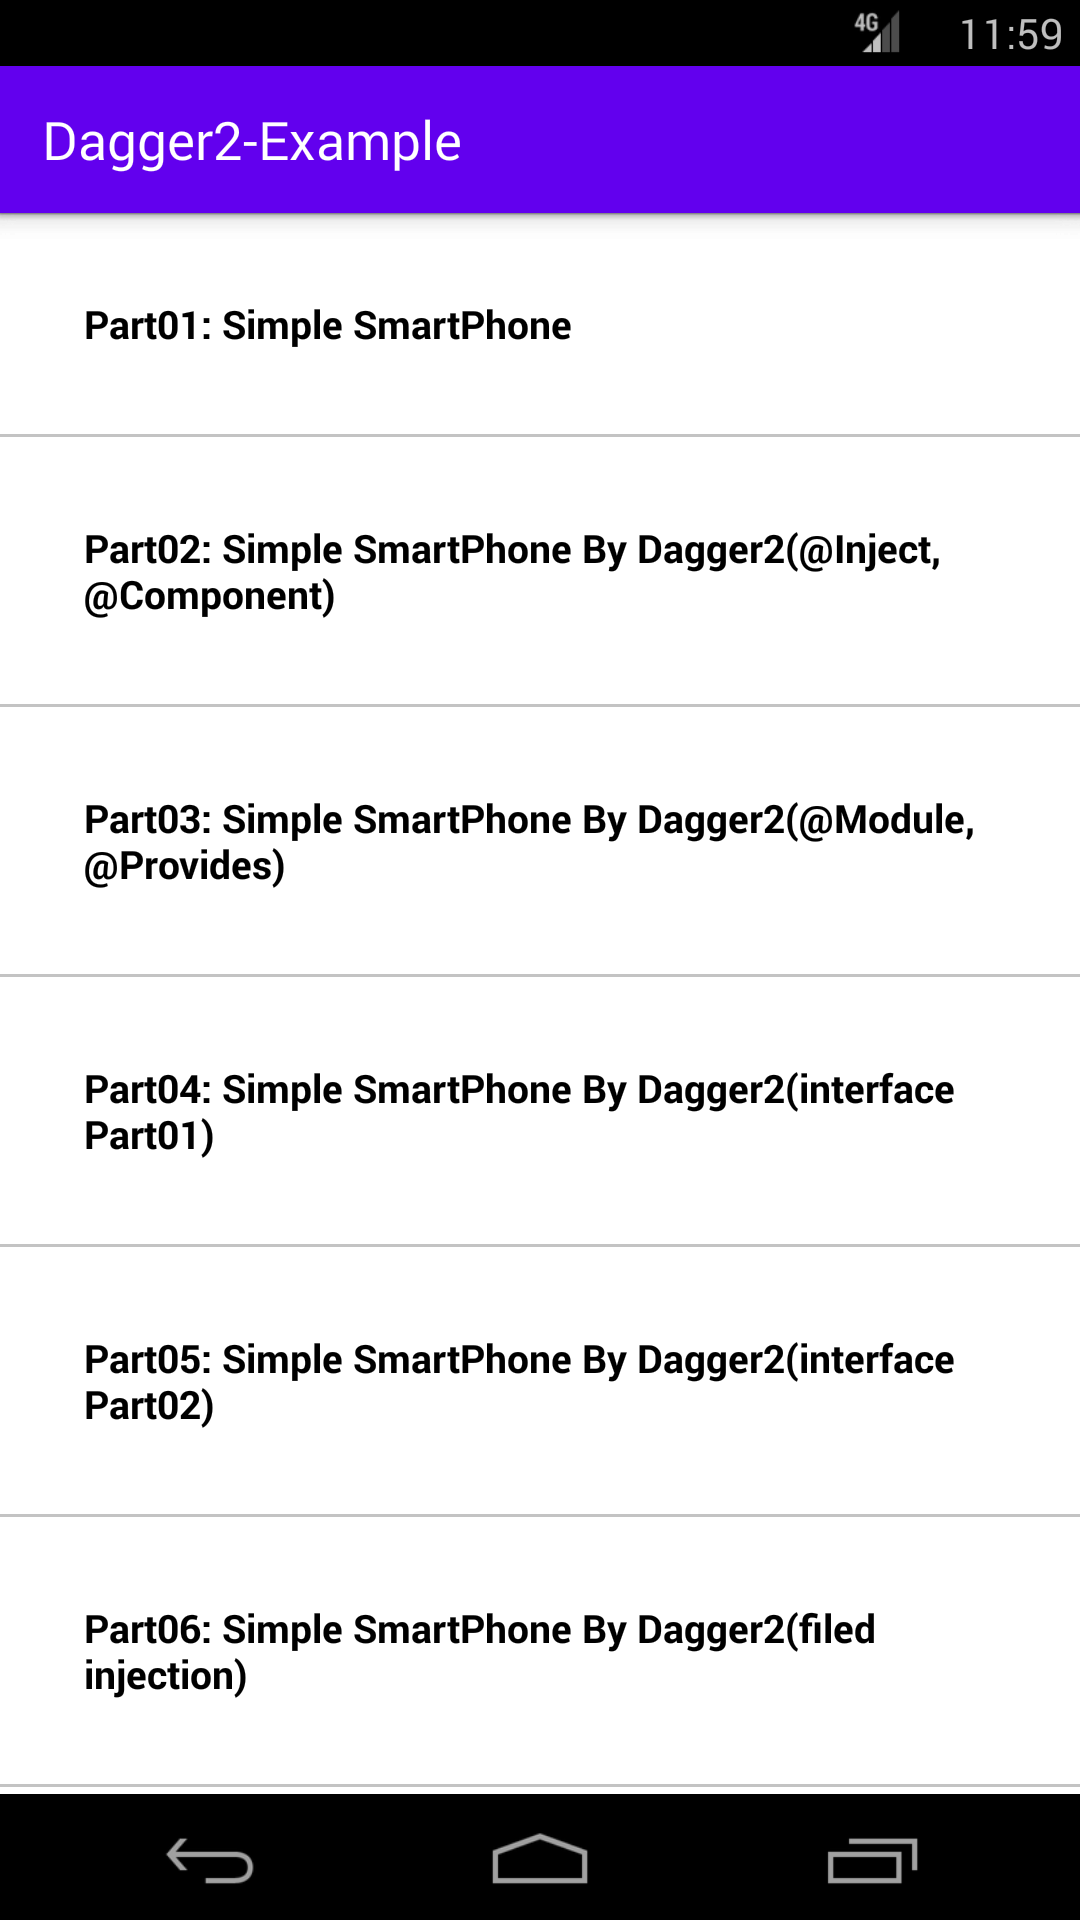 4G 11:59
Dagger2-Example
Part01: Simple SmartPhone
Part02: Simple SmartPhone By Dagger2(@Inject,
@Component)
Part03: Simple SmartPhone By Dagger2(@Module,
@Provides)
Part04: Simple SmartPhone By Dagger2(interface
Part01)
Part05: Simple SmartPhone By Dagger2(interface
Part02)
Part06: Simple SmartPhone By Dagger2(filed
injection)